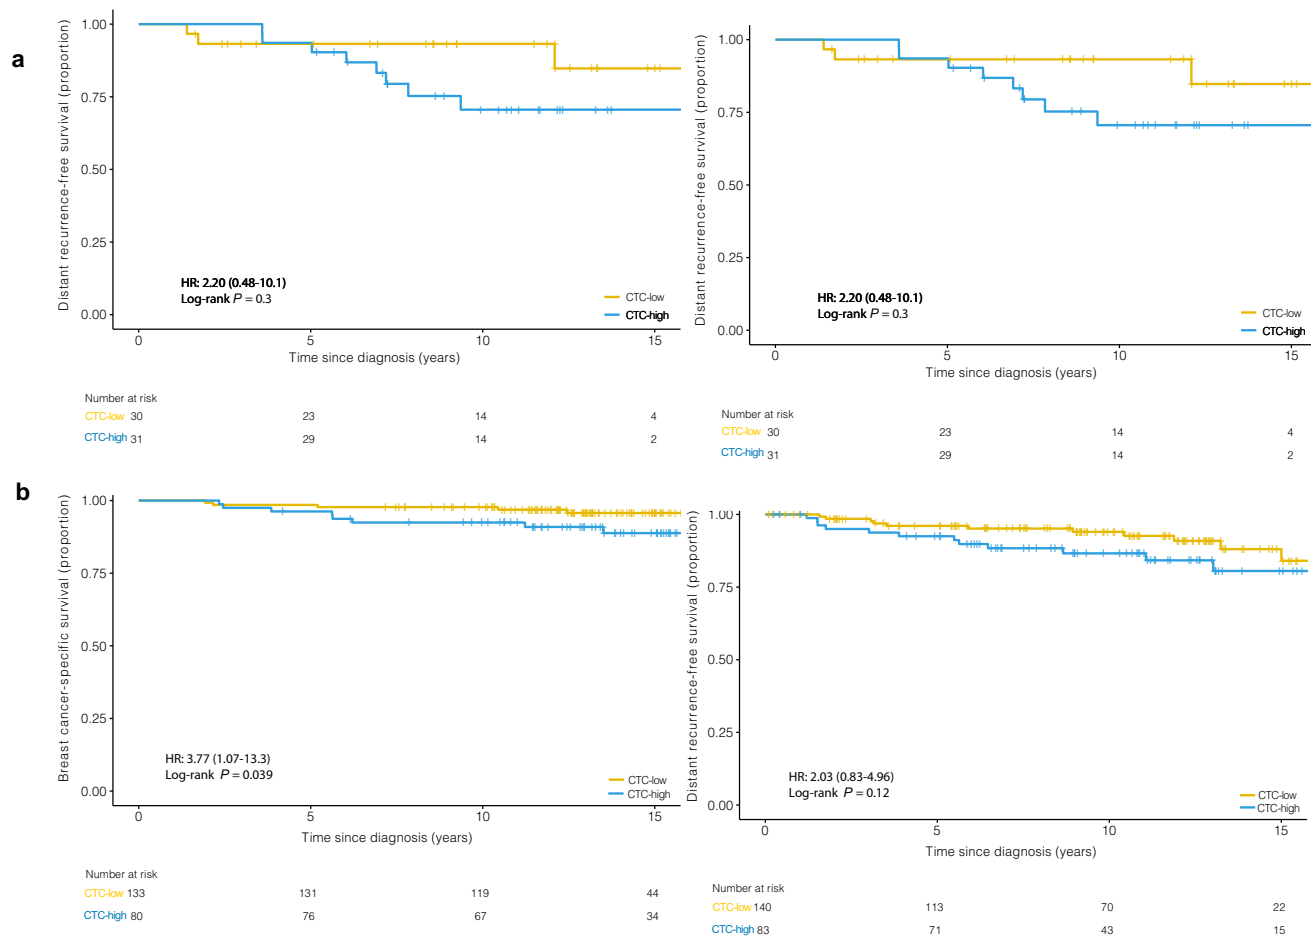 a
Distant recurrence-free survival (proportion)
1.00
0.75
0.50
0.25
0.00
HR: 2.20 (0.48-10.1)
Log-rank P = 0.3
CTC-low
CTC-high
0 5 10 15
Time since diagnosis (years)
Number at risk
CTC-low 30 23 14 4
CTC-high 31 29 14 2
Distant recurrence-free survival (proportion)
1.00
0.75
0.50
0.25
0.00
HR: 2.20 (0.48-10.1)
Log-rank P = 0.3
CTC-low
CTC-high
0 5 10 15
Time since diagnosis (years)
Number at risk
CTC-low 30 23 14 4
CTC-high 31 29 14 2
b
Breast cancer-specific survival (proportion)
1.00
0.75
0.50
0.25
0.00
HR: 3.77 (1.07-13.3)
Log-rank P = 0.039
CTC-low
CTC-high
0 5 10 15
Time since diagnosis (years)
Number at risk
CTC-low 133 131 119 44
CTC-high 80 76 67 34
Distant recurrence-free survival (proportion)
1.00
0.75
0.50
0.25
0.00
HR: 2.03 (0.83-4.96)
Log-rank P = 0.12
CTC-low
CTC-high
0 5 10 15
Time since diagnosis (years)
Number at risk
CTC-low 140 113 70 22
CTC-high 83 71 43 15